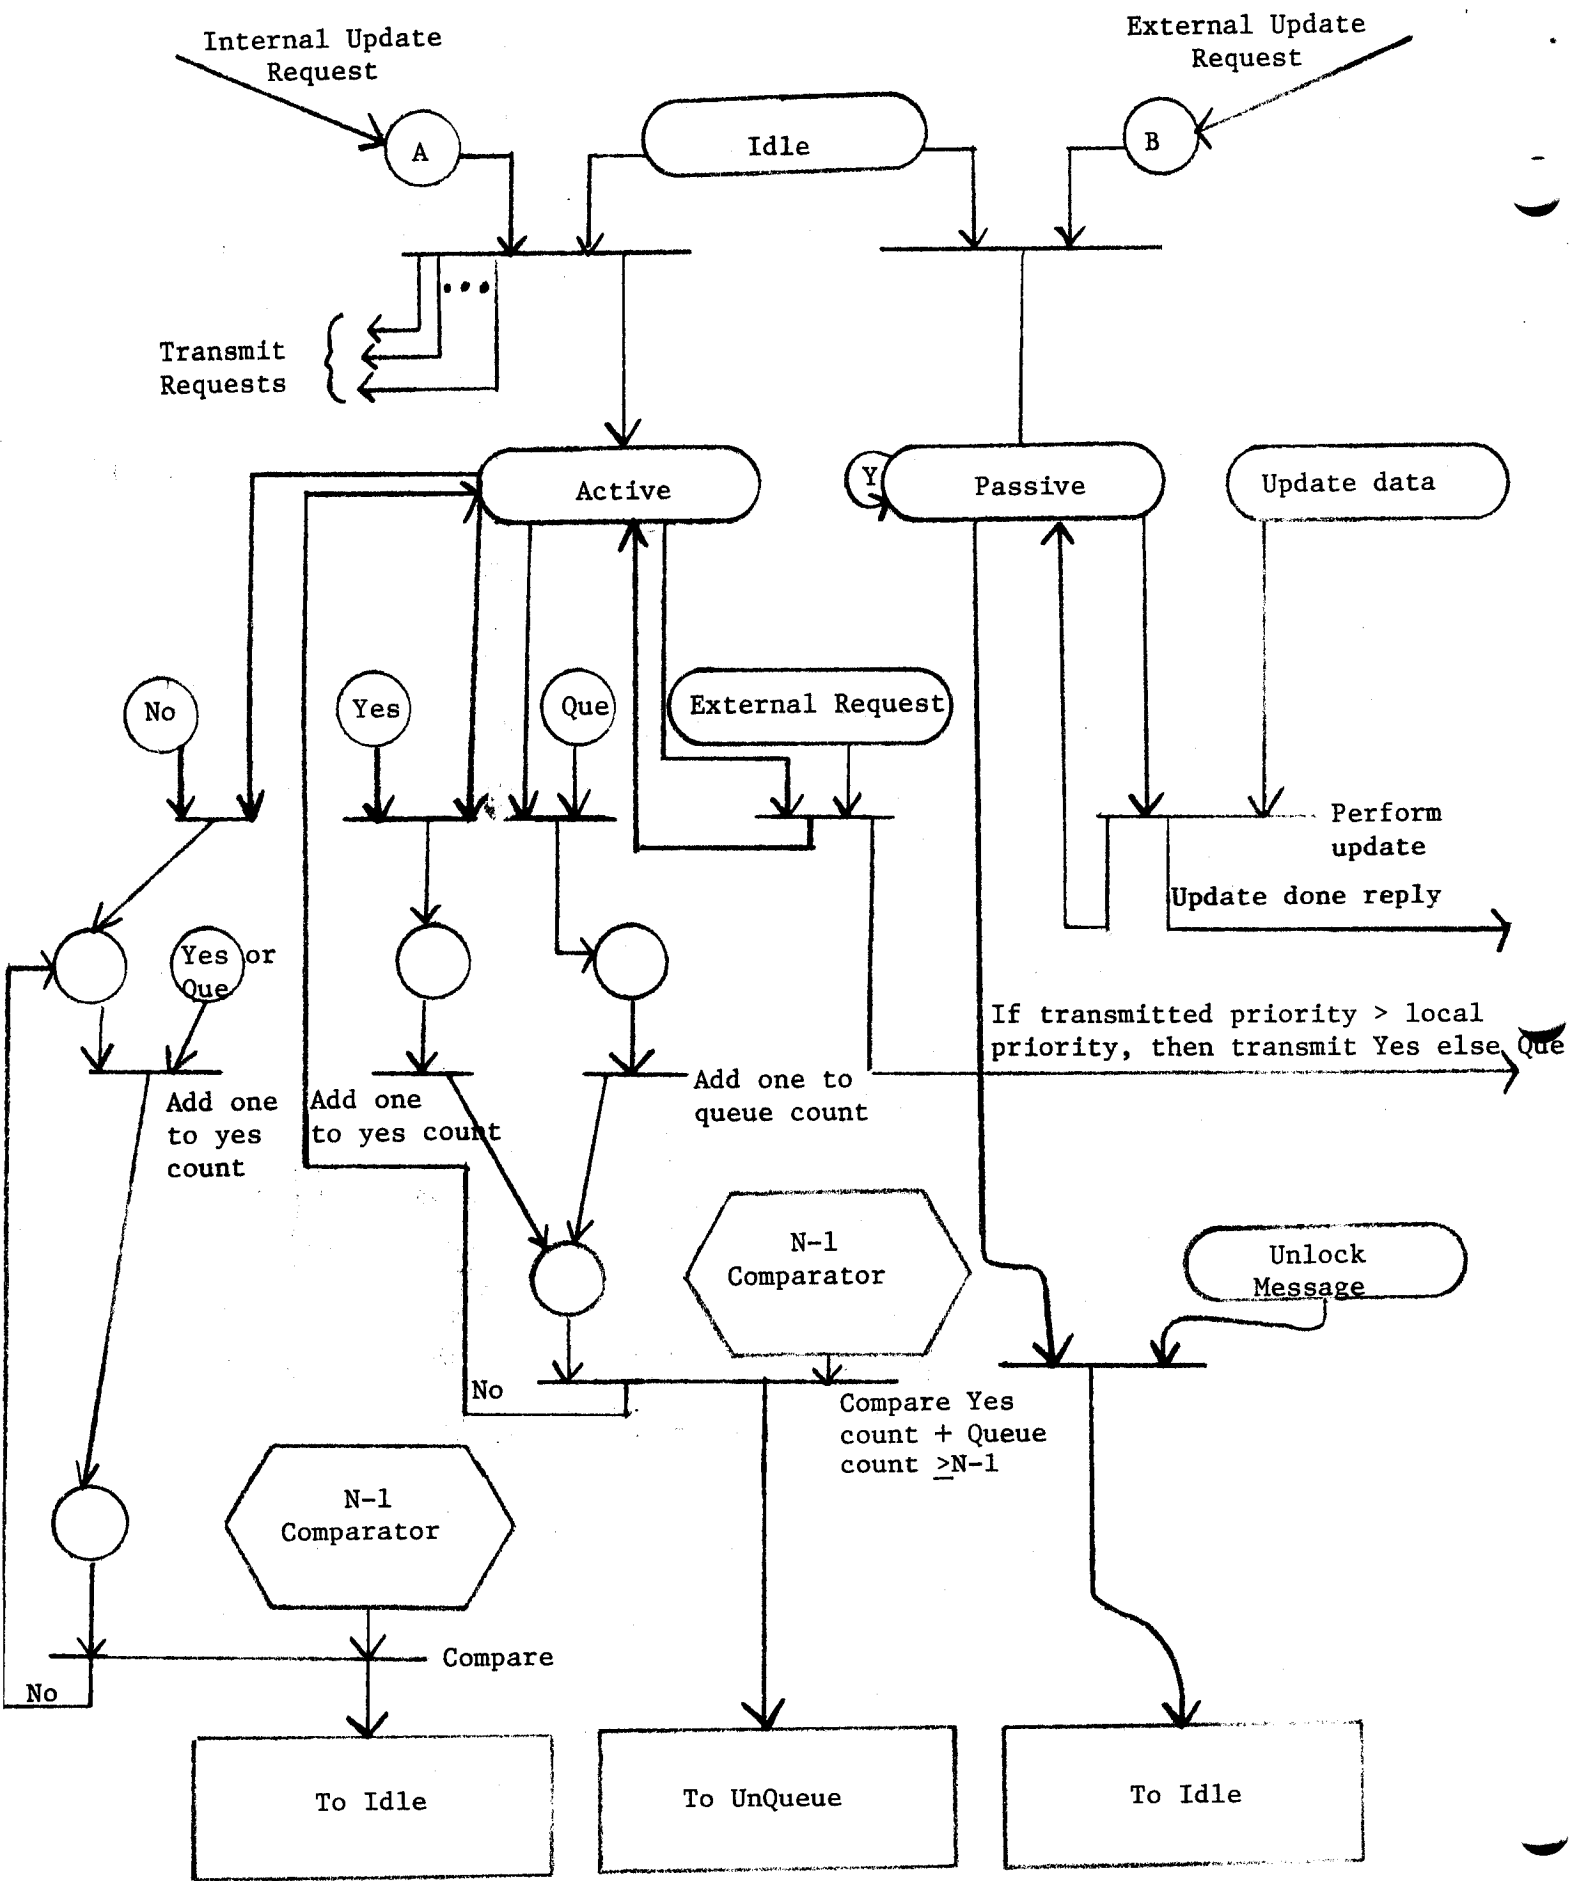 Internal Update
Request
External Update
Request
A
Idle
B
Transmit
Requests
Active
Y
Passive
Update data
No
Yes
Que
External Request
Perform
update
Update done reply
Yes or
Que
If transmitted priority > local
priority, then transmit Yes else Que
Add one
to yes
count
Add one
to yes count
Add one to
queue count
N-1
Comparator
Unlock
Message
No
Compare Yes
count + Queue
count ≥N-1
N-1
Comparator
Compare
No
To Idle
To UnQueue
To Idle